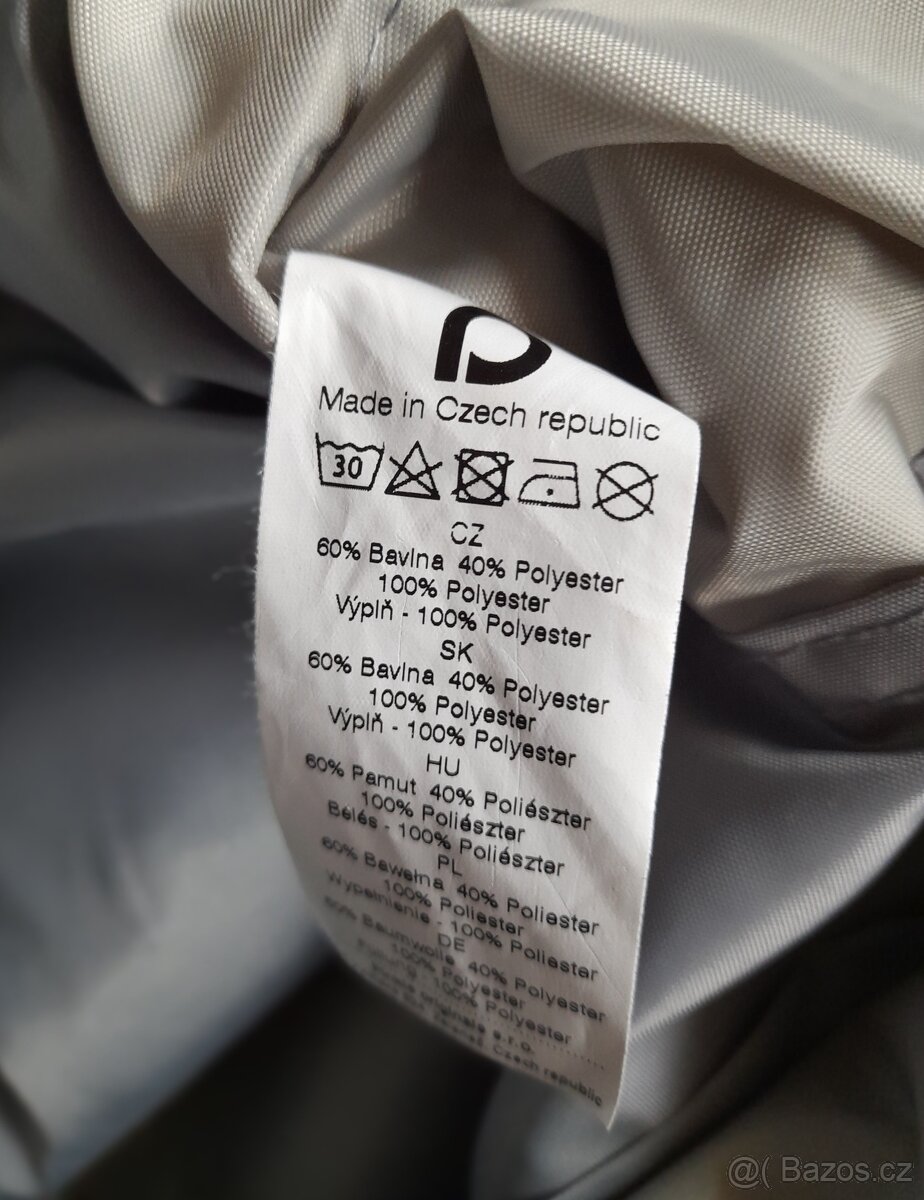 Made in Czech republic
30
CZ
60% Bavlna 40% Polyester
100% Polyester
Výplň - 100% Polyester
SK
60% Bavlna 40% Polyester
100% Polyester
Výplň - 100% Polyester
HU
60% Pamut 40% Poliészter
100% Poliészter
Bélés - 100% Poliészter
PL
60% Bawełna 40% Poliester
100% Poliester
Wypełnienie - 100% Poliester
DE
60% Baumwolle 40% Polyester
100% Polyester
Füllung - 100% Polyester
originals s.r.o.
Czech republic
@( Bazos.cz